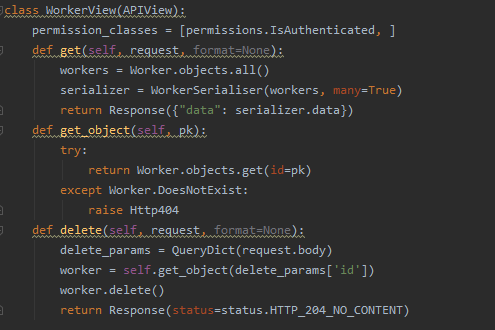 class WorkerView(APIView):
    permission_classes = [permissions.IsAuthenticated, ]
    def get(self, request, format=None):
        workers = Worker.objects.all()
        serializer = WorkerSerialiser(workers, many=True)
        return Response({"data": serializer.data})
    def get_object(self, pk):
        try:
            return Worker.objects.get(id=pk)
        except Worker.DoesNotExist:
            raise Http404
    def delete(self, request, format=None):
        delete_params = QueryDict(request.body)
        worker = self.get_object(delete_params['id'])
        worker.delete()
        return Response(status=status.HTTP_204_NO_CONTENT)